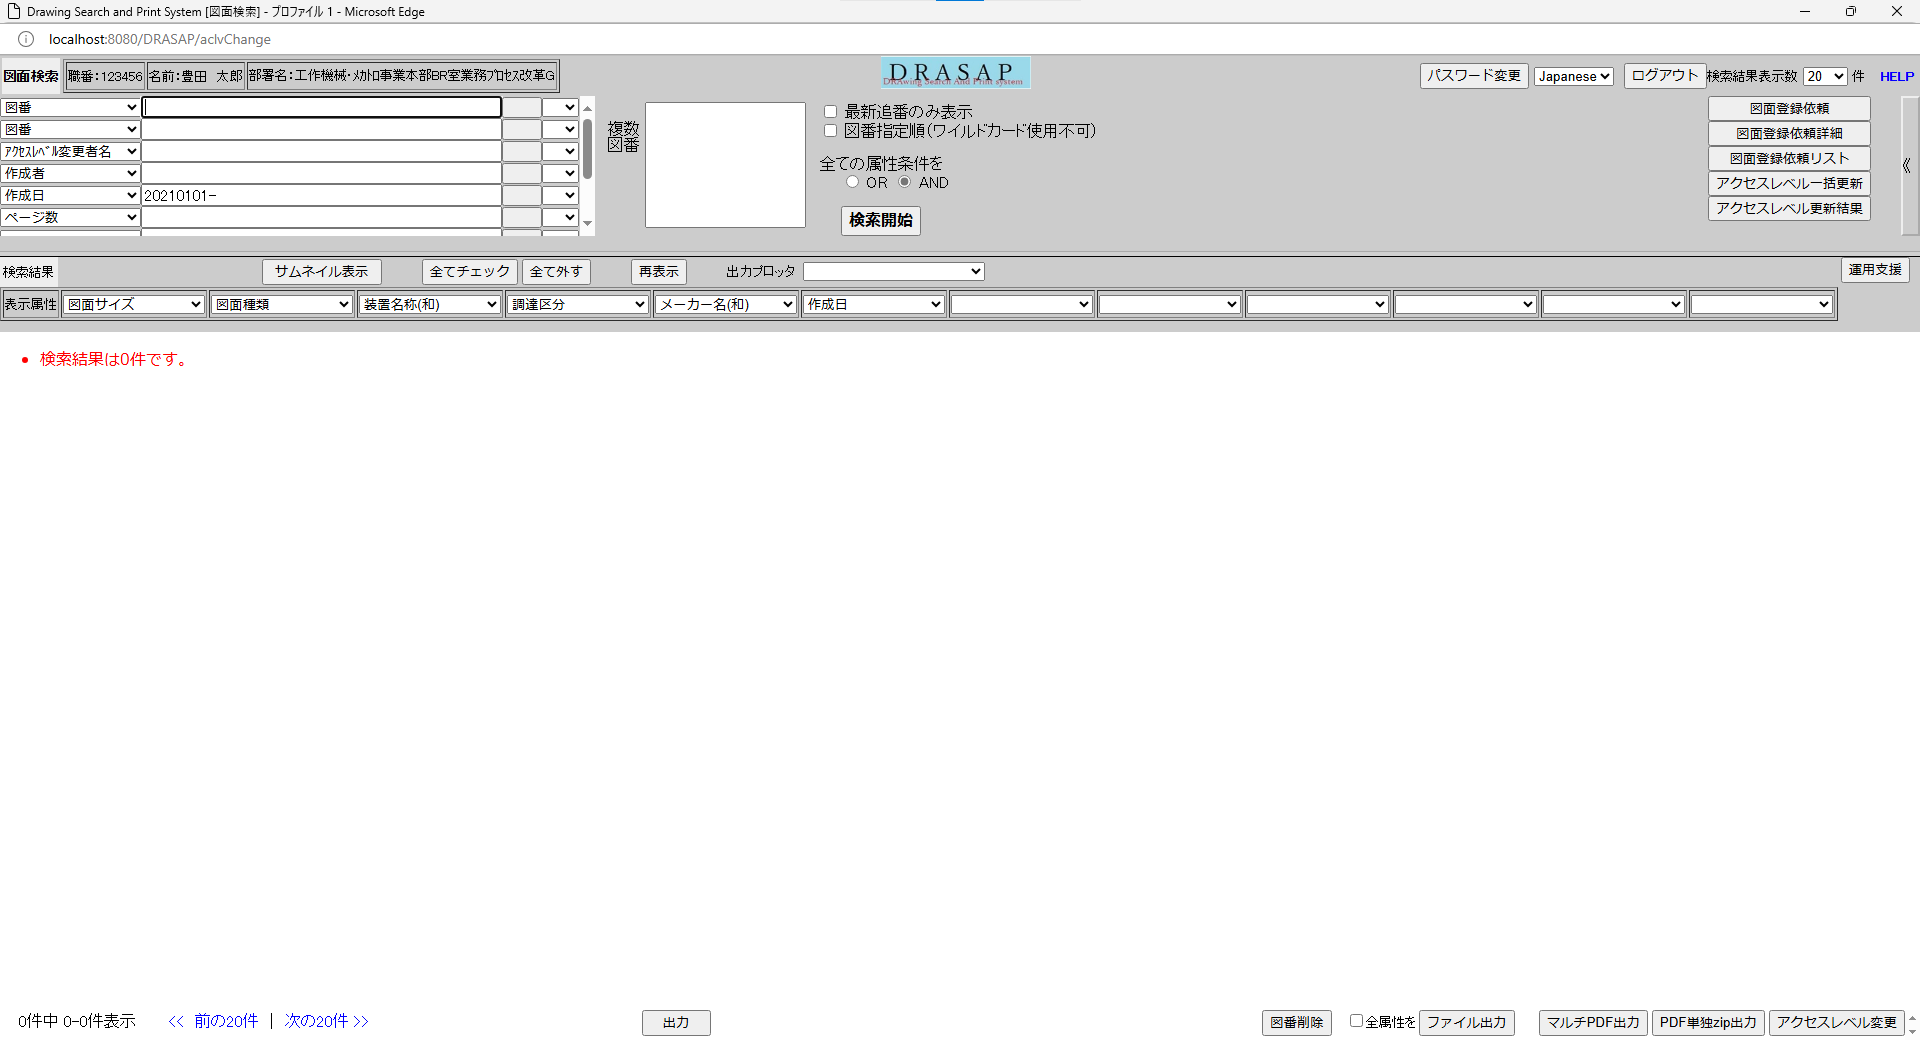 Drawing Search and Print System [図面検索] - プロファイル 1 - Microsoft Edge
localhost:8080/DRASAP/aclvChange
図面検索 職番：123456 名前：豊田　太郎 部署名：工作機械･ﾒｶﾄﾛ事業本部BR室業務ﾌﾟﾛｾｽ改革G
DRASAP
DRAwing Search And Print system
パスワード変更 Japanese ログアウト 検索結果表示数 20 件 HELP
図番
図番
ｱｸｾｽﾚﾍﾞﾙ変更者名
作成者
作成日 20210101-
ページ数
複数
図番
最新追番のみ表示
図番指定順（ワイルドカード使用不可）
全ての属性条件を
OR AND
検索開始
図面登録依頼
図面登録依頼詳細
図面登録依頼リスト
アクセスレベル一括更新
アクセスレベル更新結果
《
検索結果 サムネイル表示 全てチェック 全て外す 再表示 出力プロッタ 運用支援
表示属性 図面サイズ 図面種類 装置名称(和) 調達区分 メーカー名(和) 作成日
• 検索結果は0件です。
0件中 0-0件表示 << 前の20件 | 次の20件 >> 出力 図番削除 全属性を ファイル出力 マルチPDF出力 PDF単独zip出力 アクセスレベル変更